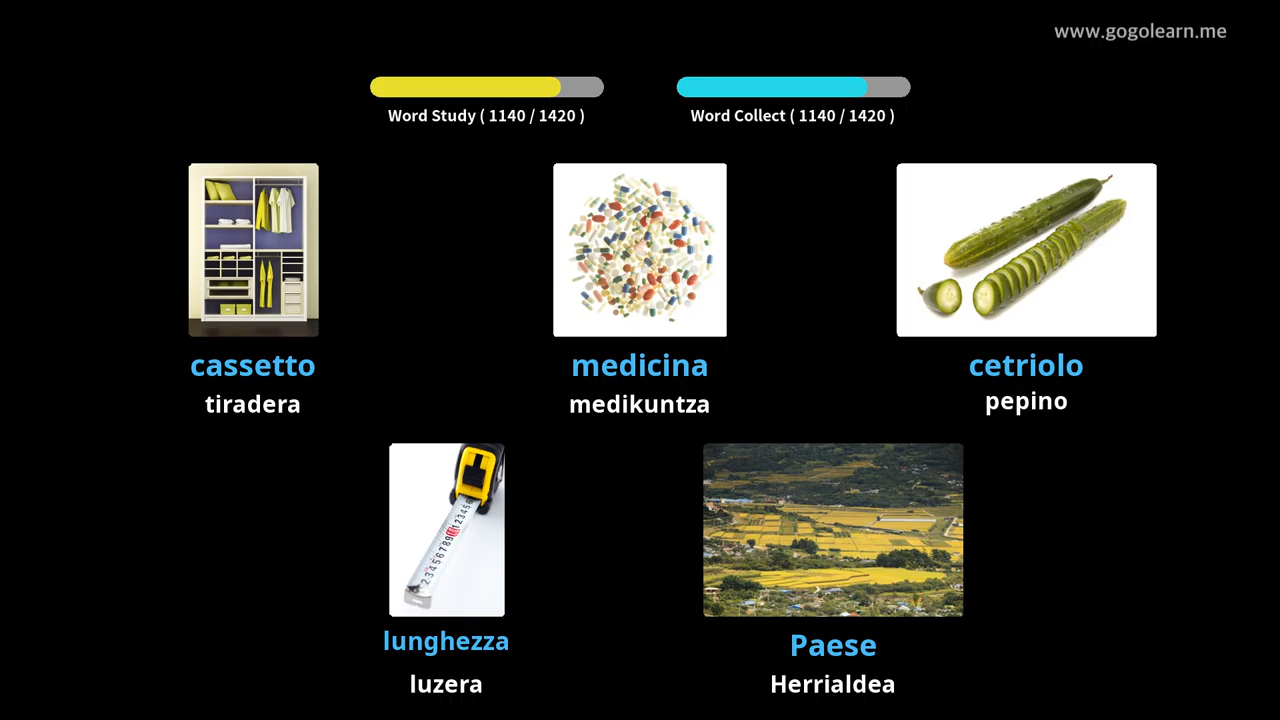 www.gogolearn.me
Word Study ( 1140 / 1420 )
Word Collect ( 1140 / 1420 )
cassetto
tiradera
medicina
medikuntza
cetriolo
pepino
lunghezza
luzera
Paese
Herrialdea